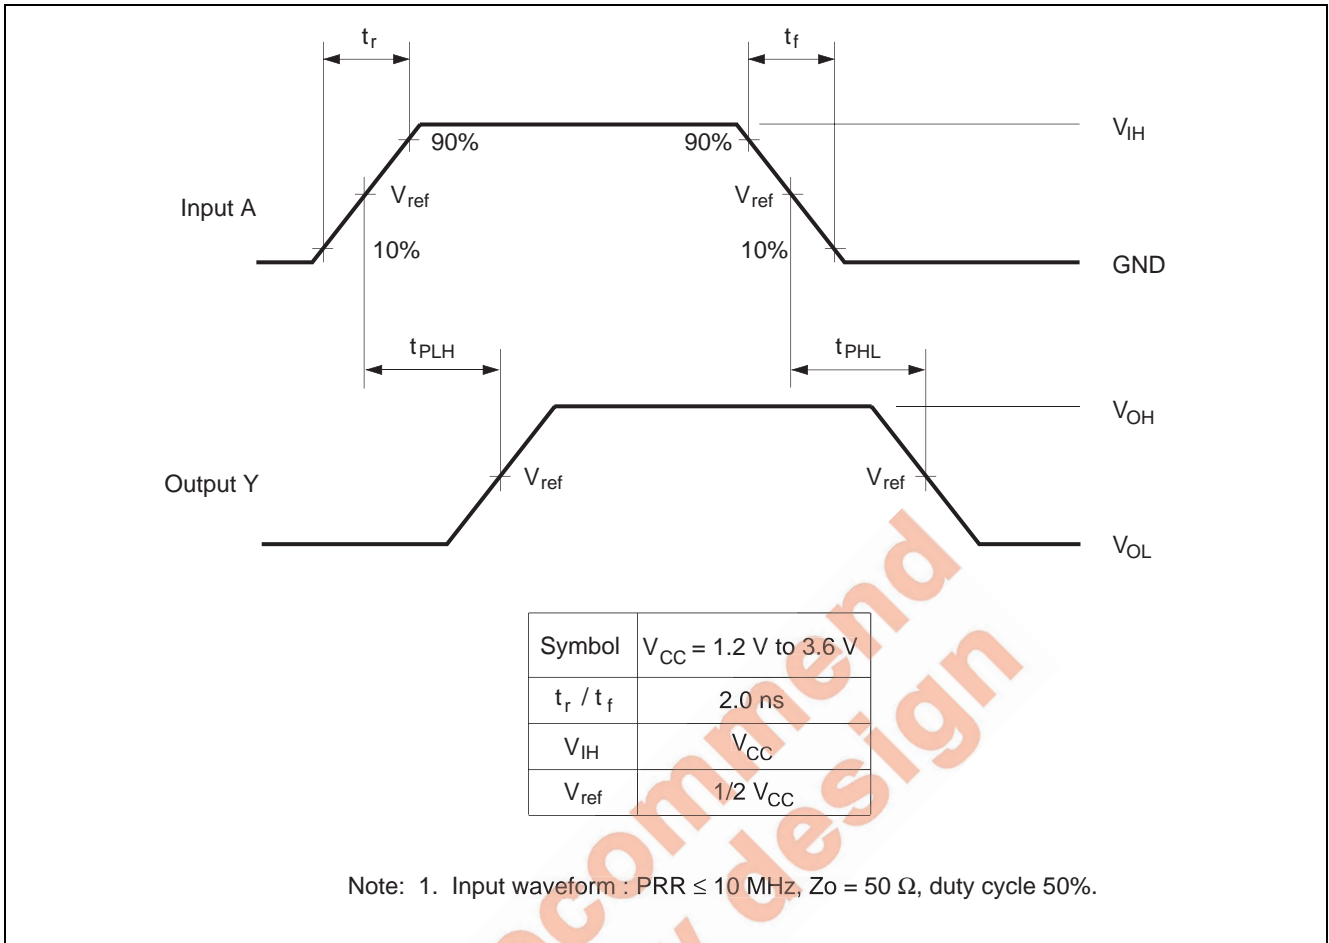 tr
tf
VIH
90%
90%
Input A
Vref
Vref
10%
10%
GND
tPLH
tPHL
VOH
Output Y
Vref
Vref
VOL
Symbol VCC = 1.2 V to 3.6 V
tr / tf 2.0 ns
VIH VCC
Vref 1/2 VCC
Note: 1. Input waveform : PRR ≤ 10 MHz, Zo = 50 Ω, duty cycle 50%.
design